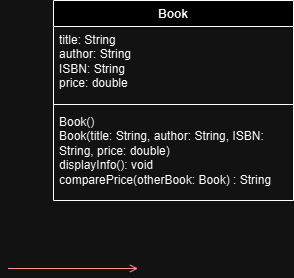 Book
title: String
author: String
ISBN: String
price: double
Book()
Book(title: String, author: String, ISBN:
String, price: double)
displayInfo(): void
comparePrice(otherBook: Book) : String